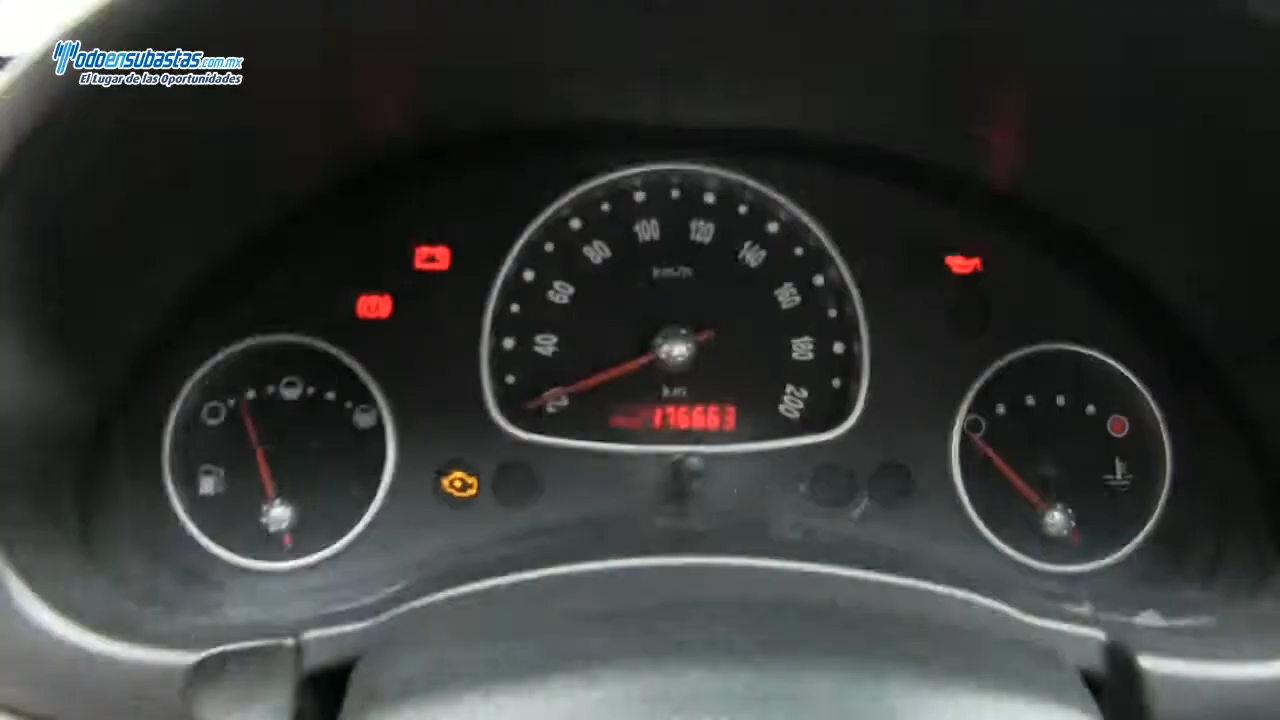 Todoensubastas.com.mx
El Lugar de las Oportunidades
100
120
80
140
km/h
60
160
40
180
20
km
200
176663